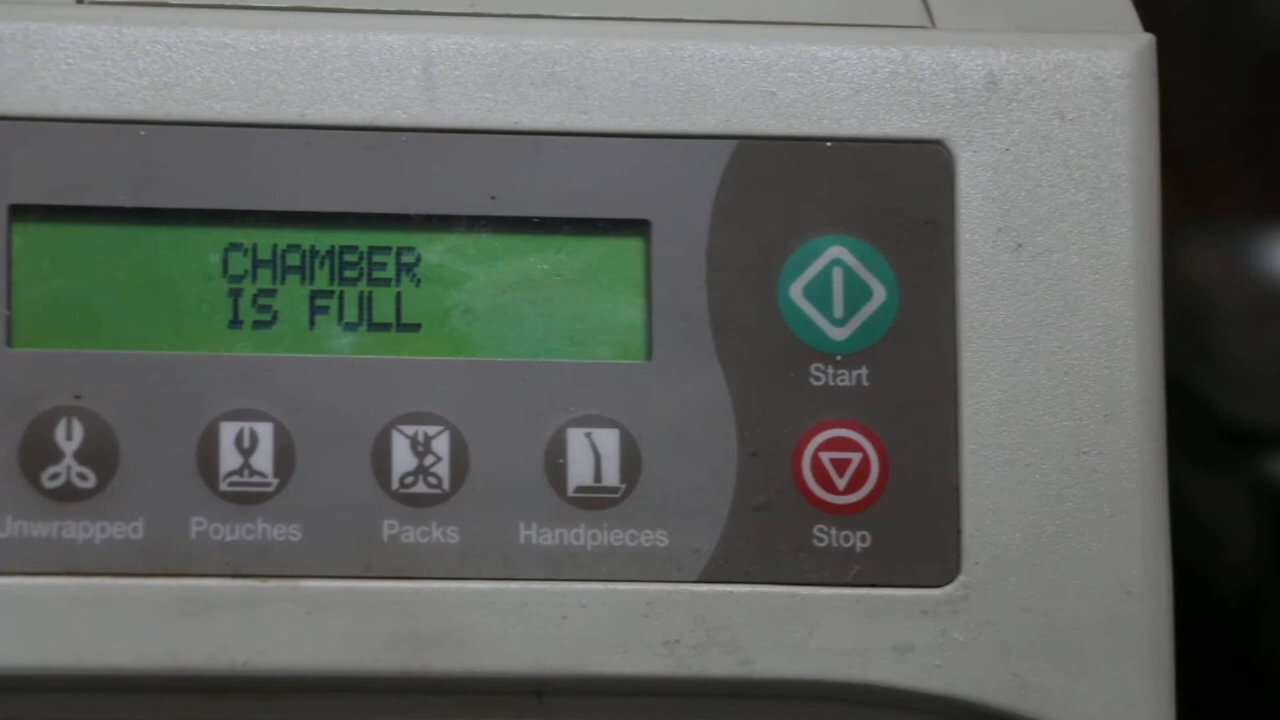 CHAMBER
IS FULL
Start
Unwrapped
Pouches
Packs
Handpieces
Stop